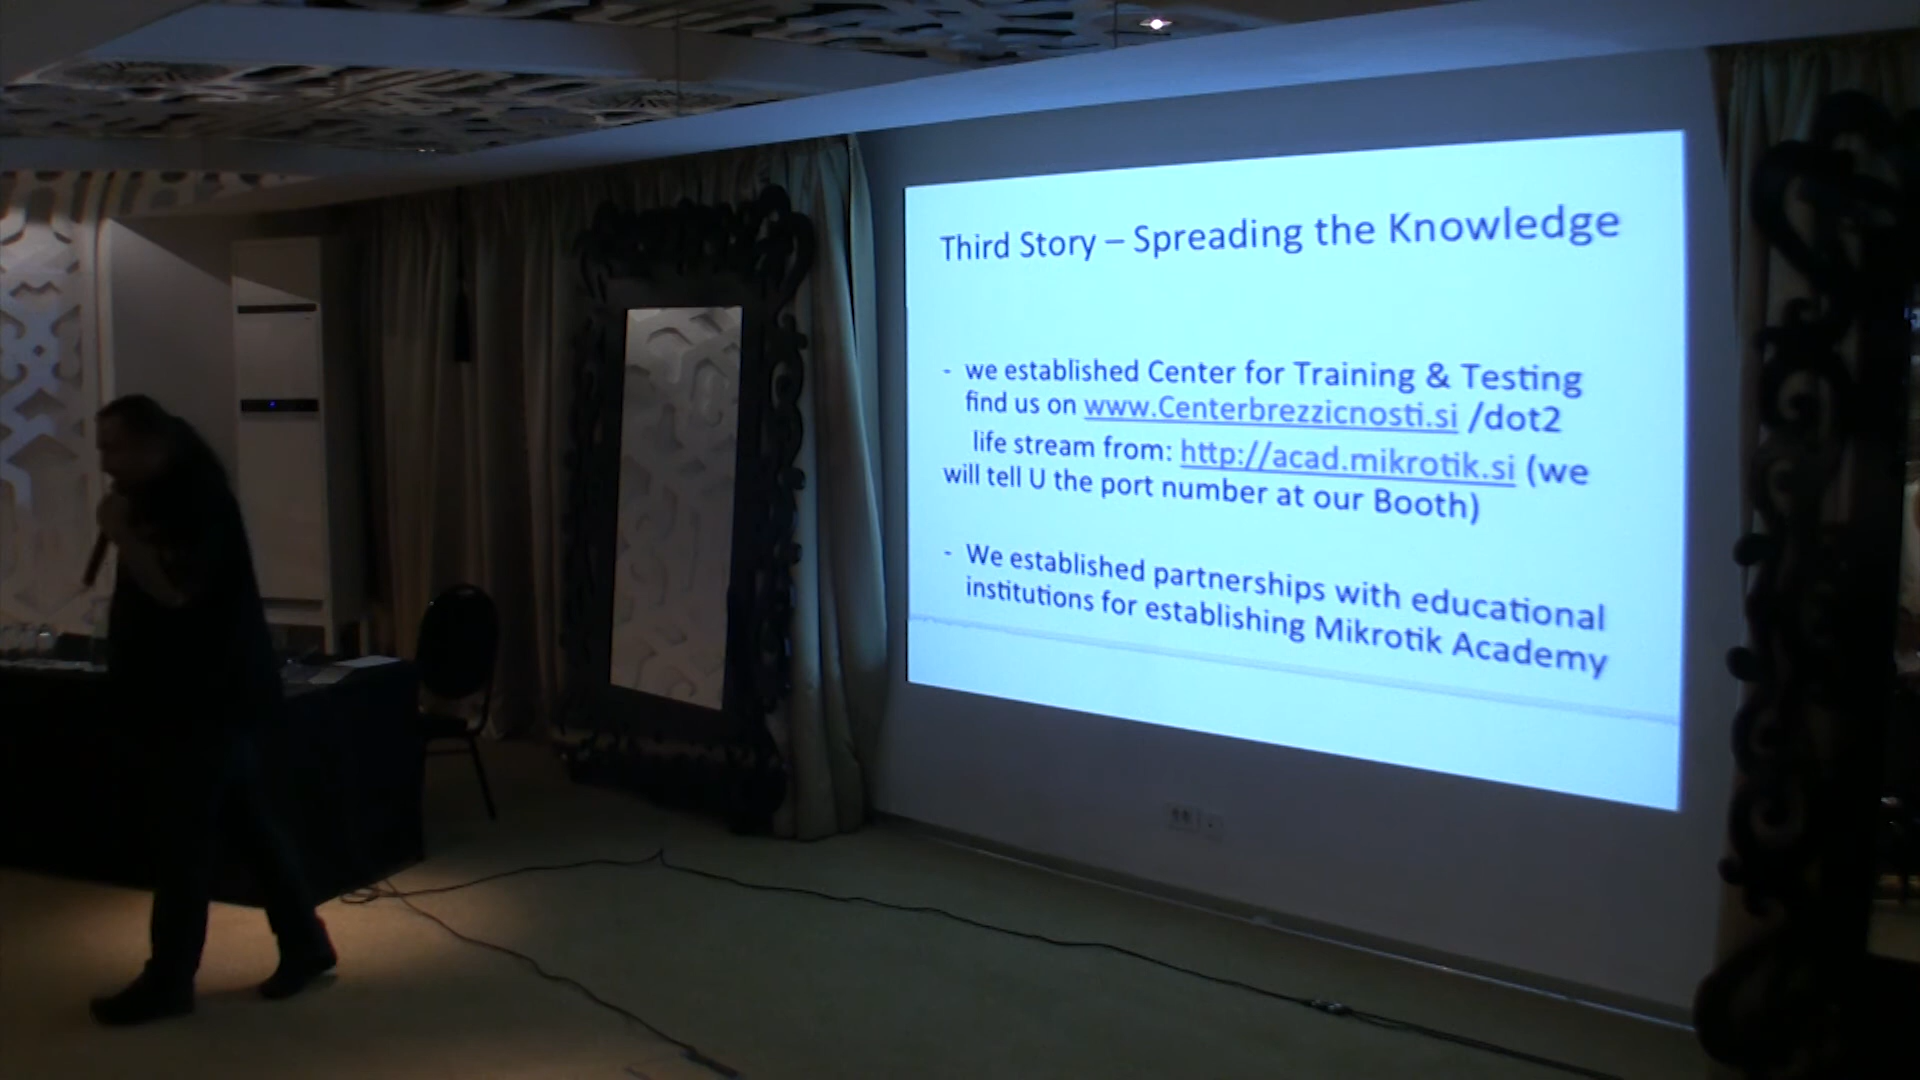 Third Story – Spreading the Knowledge
- we established Center for Training & Testing
find us on www.Centerbrezzicnosti.si /dot2
life stream from: http://acad.mikrotik.si (we
will tell U the port number at our Booth)
- We established partnerships with educational
institutions for establishing Mikrotik Academy